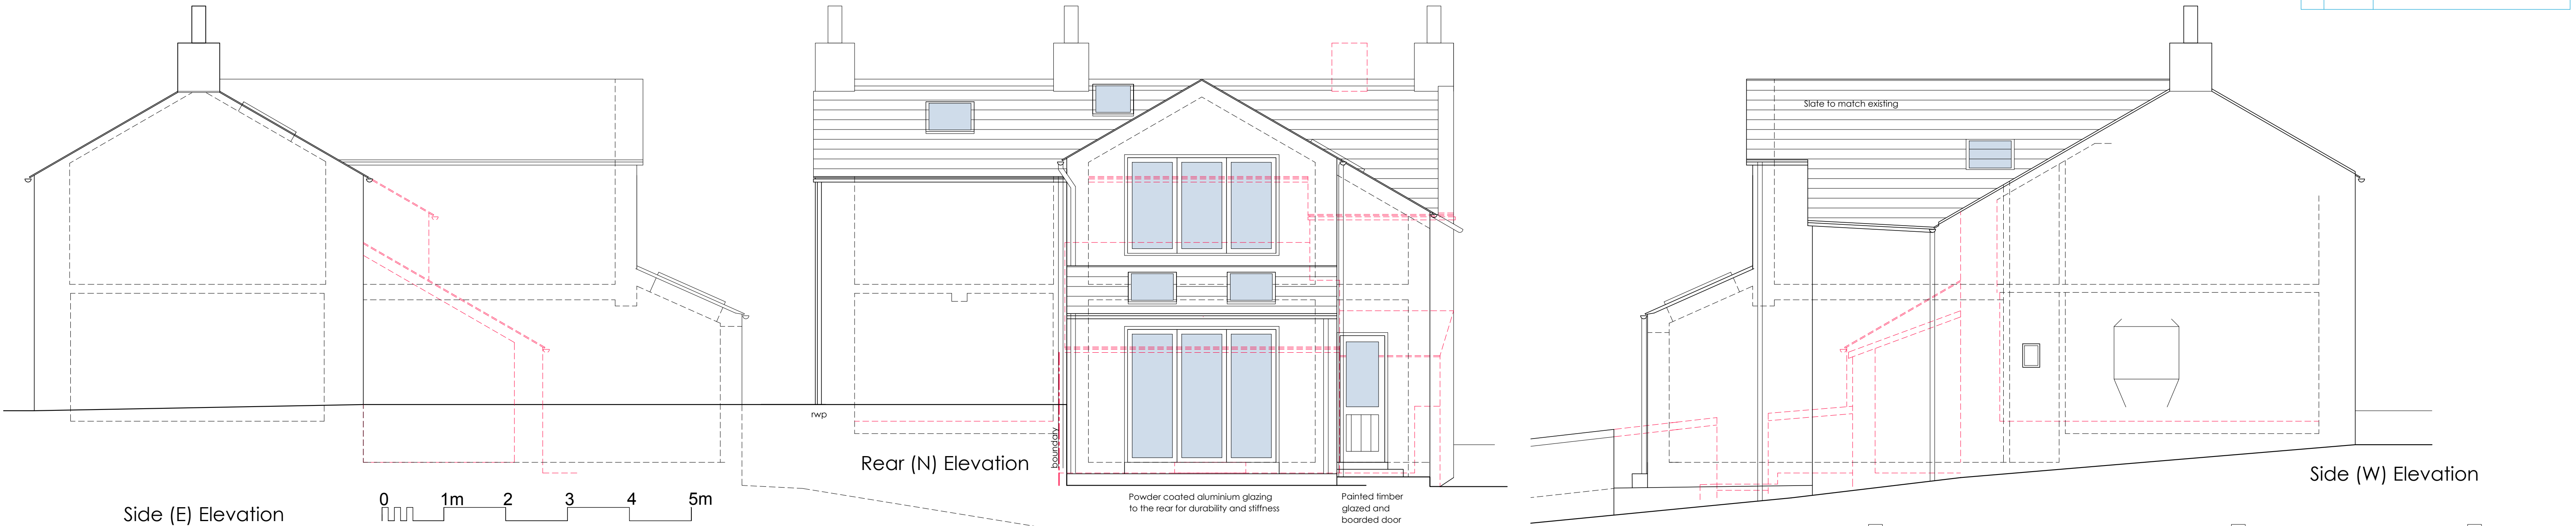 Slate to match existing
rwp
boundary
Rear (N) Elevation
Side (W) Elevation
0 1m 2 3 4 5m
Side (E) Elevation
Powder coated aluminium glazing
to the rear for durability and stiffness
Painted timber
glazed and
boarded door